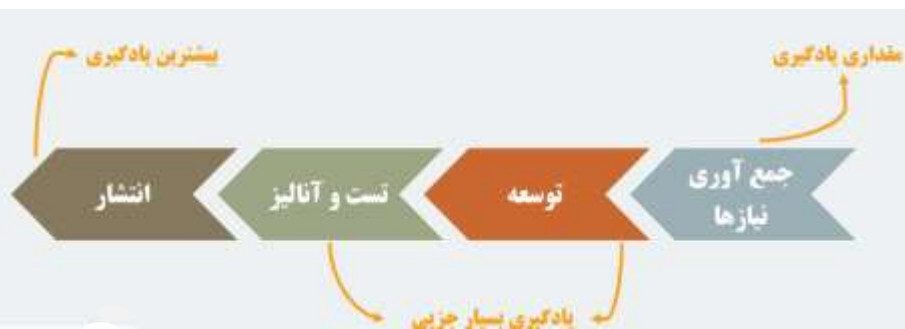 مقداری یادگیری
بیشترین یادگیری
جمع آوری
نیازها
توسعه
تست و آنالیز
انتشار
یادگیری بسیار جزیی